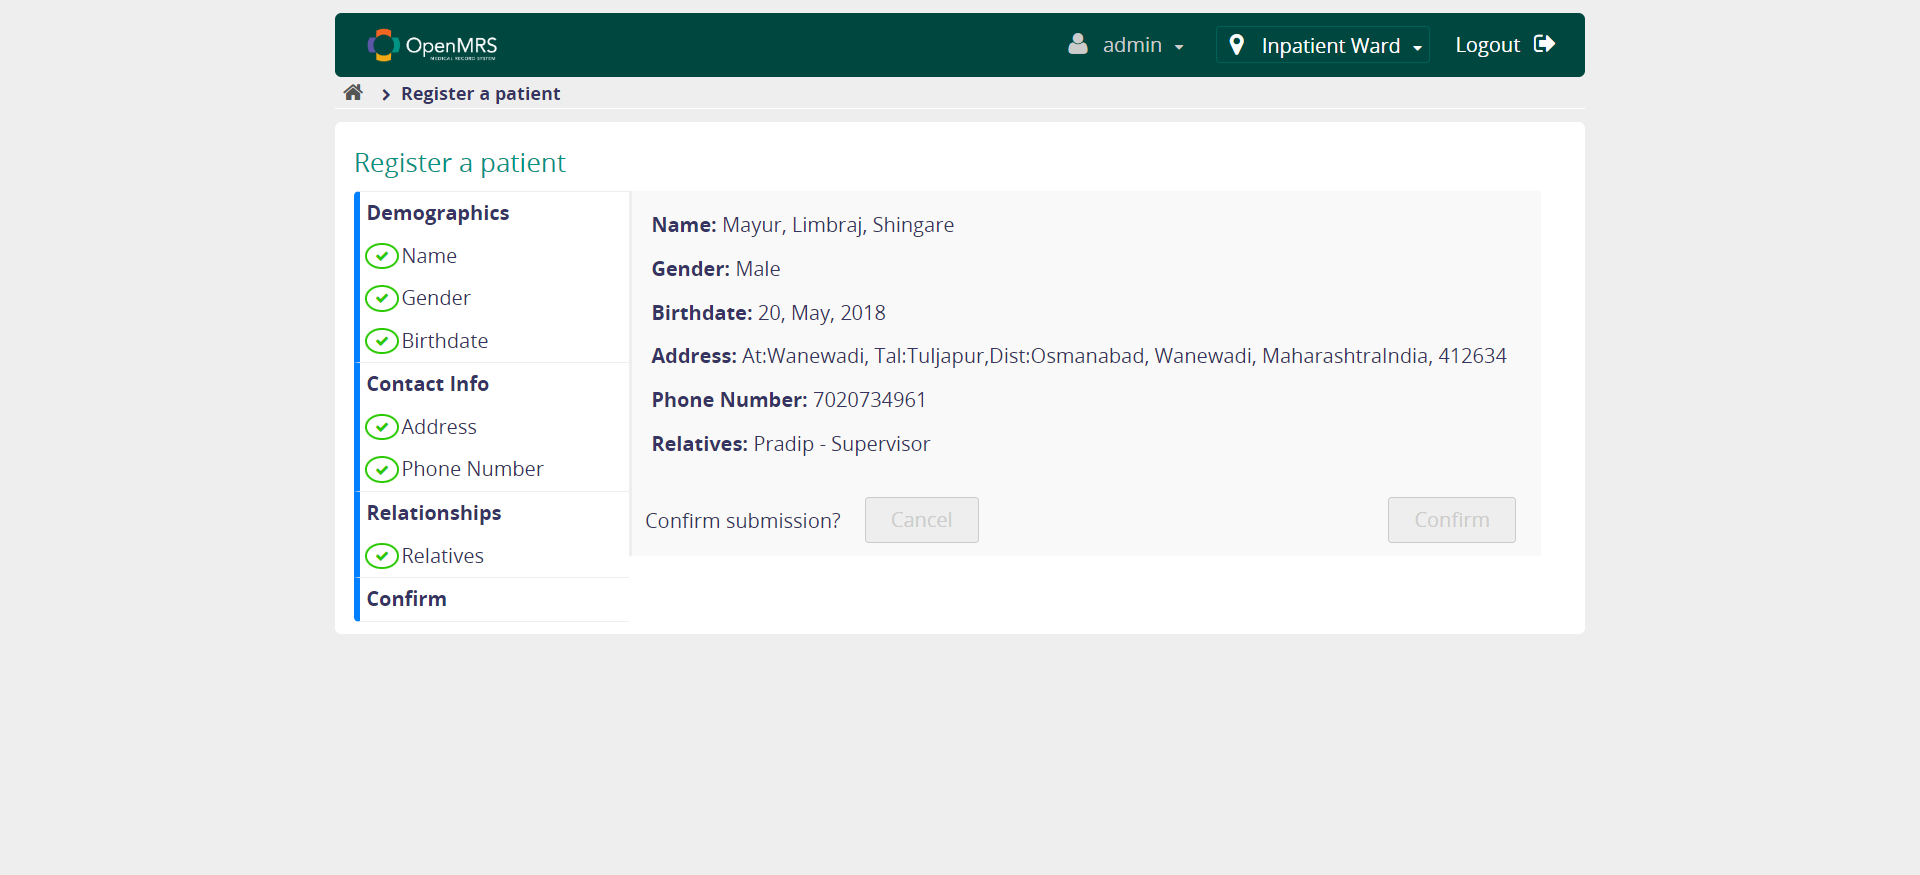 OpenMRS
MEDICAL RECORD SYSTEM
admin
Inpatient Ward
Logout
Register a patient
Register a patient
Demographics
Name
Gender
Birthdate
Contact Info
Address
Phone Number
Relationships
Relatives
Confirm
Name: Mayur, Limbraj, Shingare
Gender: Male
Birthdate: 20, May, 2018
Address: At:Wanewadi, Tal:Tuljapur,Dist:Osmanabad, Wanewadi, MaharashtraIndia, 412634
Phone Number: 7020734961
Relatives: Pradip - Supervisor
Confirm submission?
Cancel
Confirm